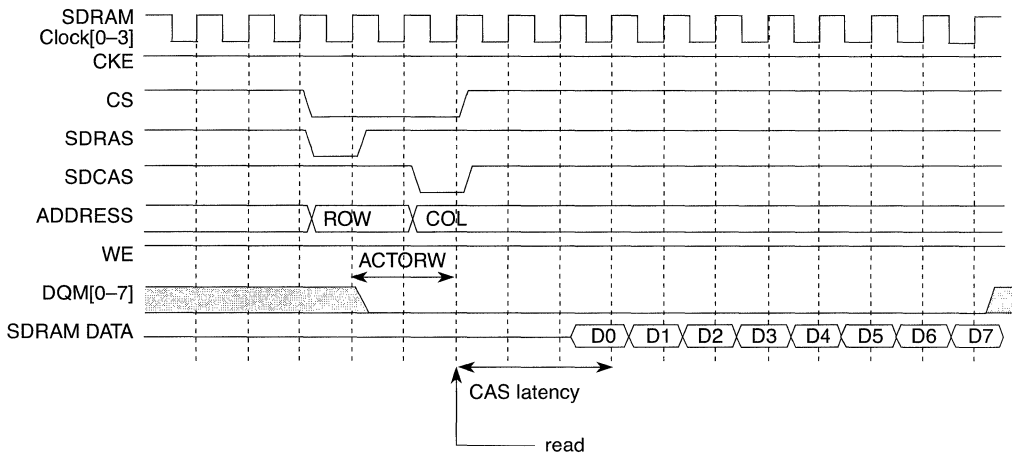 SDRAM
Clock[0–3]
CKE
CS
SDRAS
SDCAS
ADDRESS ROW COL
WE
ACTORW
DQM[0–7]
SDRAM DATA D0 D1 D2 D3 D4 D5 D6 D7
CAS latency
read